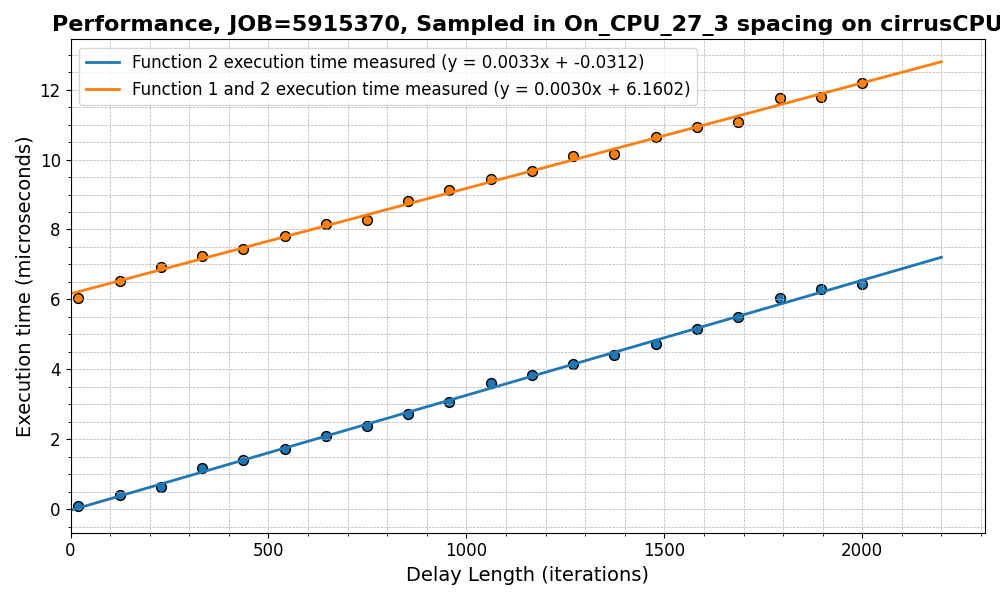 Performance, JOB=5915370, Sampled in On_CPU_27_3 spacing on cirrusCPU
Function 2 execution time measured (y = 0.0033x + -0.0312)
Function 1 and 2 execution time measured (y = 0.0030x + 6.1602)
Execution time (microseconds)
12
10
8
6
4
2
0
0 500 1000 1500 2000
Delay Length (iterations)